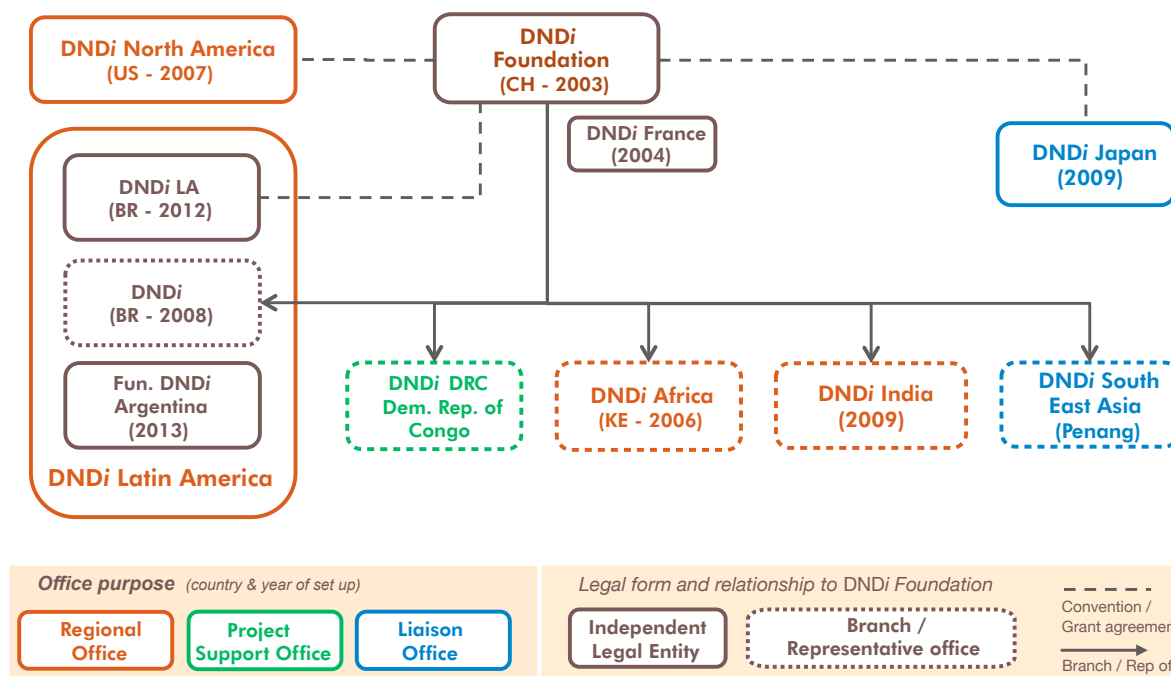 DNDi North America
(US - 2007)
DNDi
Foundation
(CH - 2003)
DNDi France
(2004)
DNDi Japan
(2009)
DNDi LA
(BR - 2012)
DNDi
(BR - 2008)
Fun. DNDi
Argentina
(2013)
DNDi Latin America
DNDi DRC
Dem. Rep. of
Congo
DNDi Africa
(KE - 2006)
DNDi India
(2009)
DNDi South
East Asia
(Penang)
Office purpose (country & year of set up)
Regional
Office
Project
Support Office
Liaison
Office
Legal form and relationship to DNDi Foundation
Independent
Legal Entity
Branch /
Representative office
Convention /
Grant agreemen
Branch / Rep of